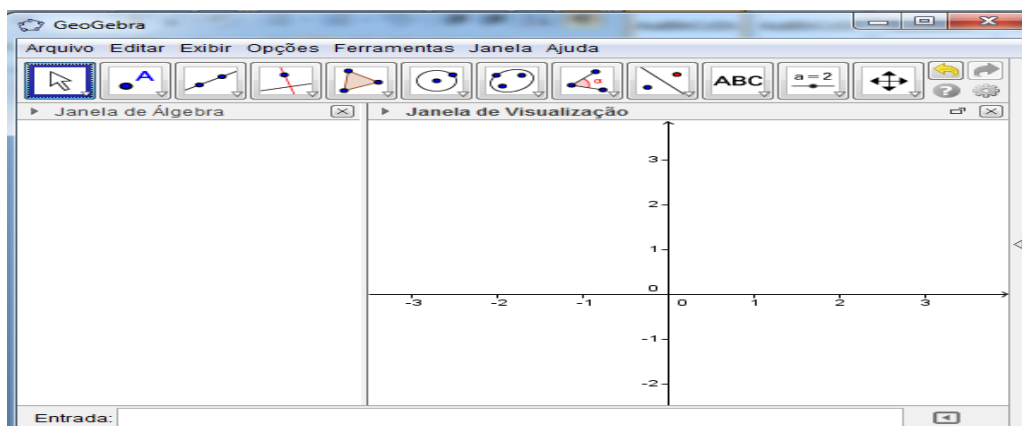 GeoGebra
Arquivo Editar Exibir Opções Ferramentas Janela Ajuda
A α ABC a = 2
Janela de Álgebra
Janela de Visualização
3
2
1
0
-3 -2 -1 0 1 2 3
-1
-2
Entrada: